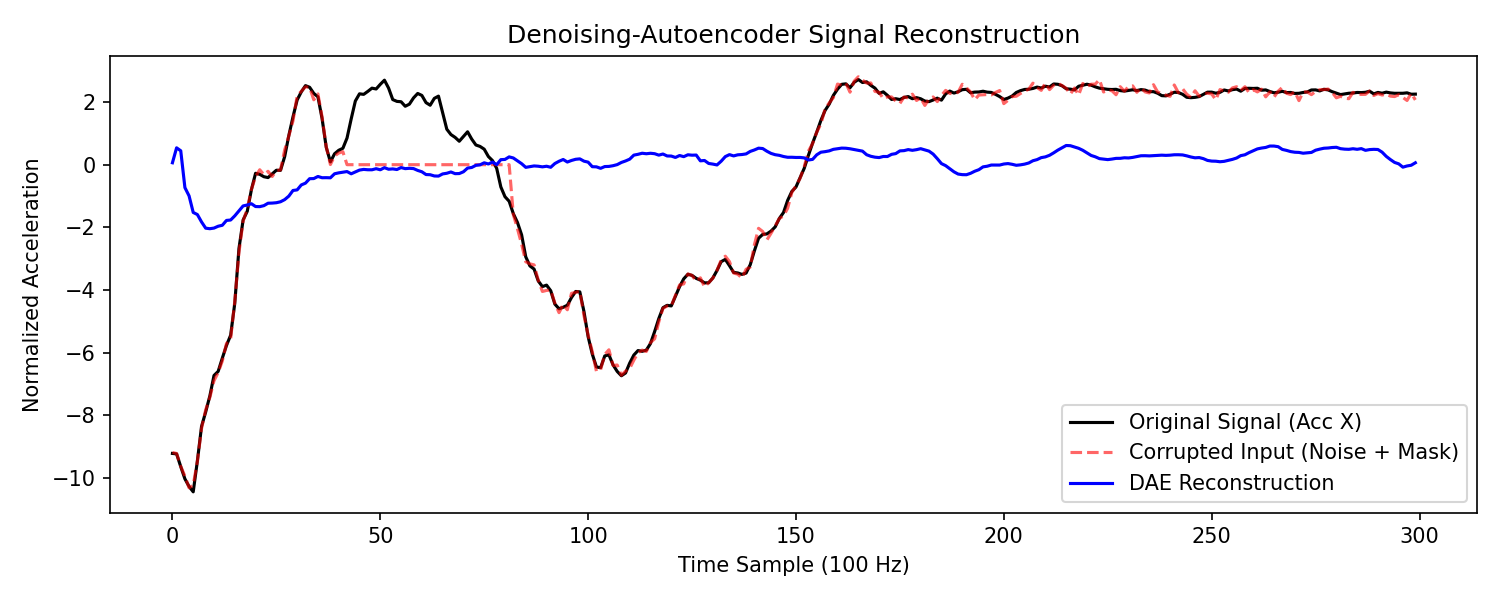 Denoising-Autoencoder Signal Reconstruction
Normalized Acceleration
2
0
−2
−4
−6
−8
−10
Original Signal (Acc X)
Corrupted Input (Noise + Mask)
DAE Reconstruction
0 50 100 150 200 250 300
Time Sample (100 Hz)